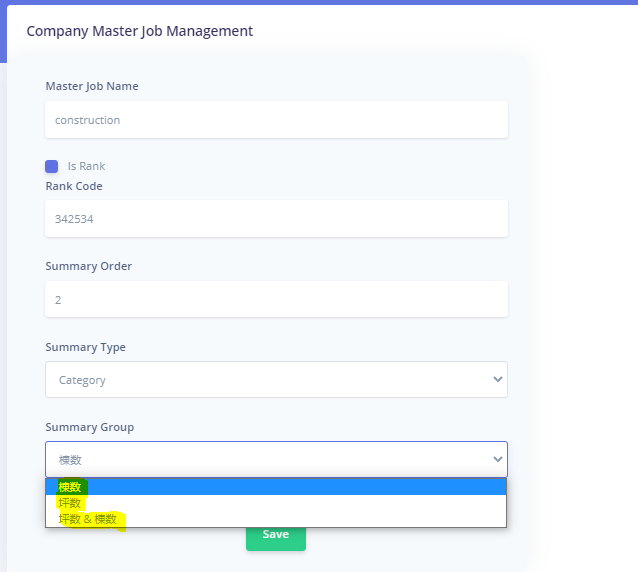 Company Master Job Management
Master Job Name
construction
Is Rank
Rank Code
342534
Summary Order
2
Summary Type
Category
Summary Group
棟数
棟数
坪数
坪数 & 棟数
Save